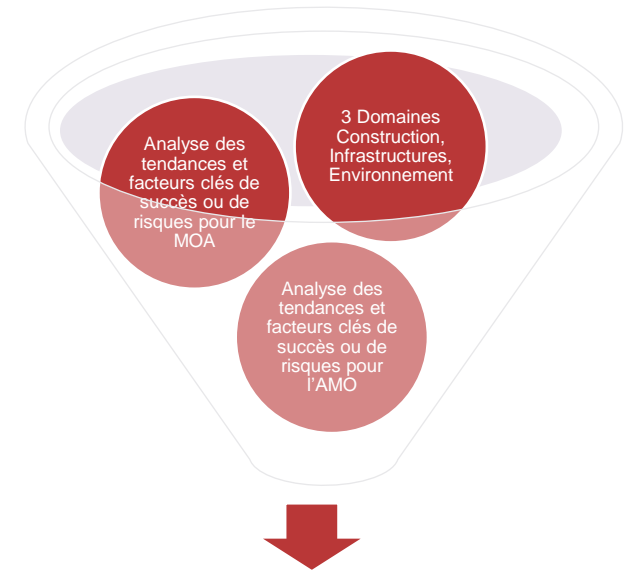 Analyse des
tendances et
facteurs clés de
succès ou de
risques pour le
MOA
3 Domaines
Construction,
Infrastructures,
Environnement
Analyse des
tendances et
facteurs clés de
succès ou de
risques pour
l'AMO